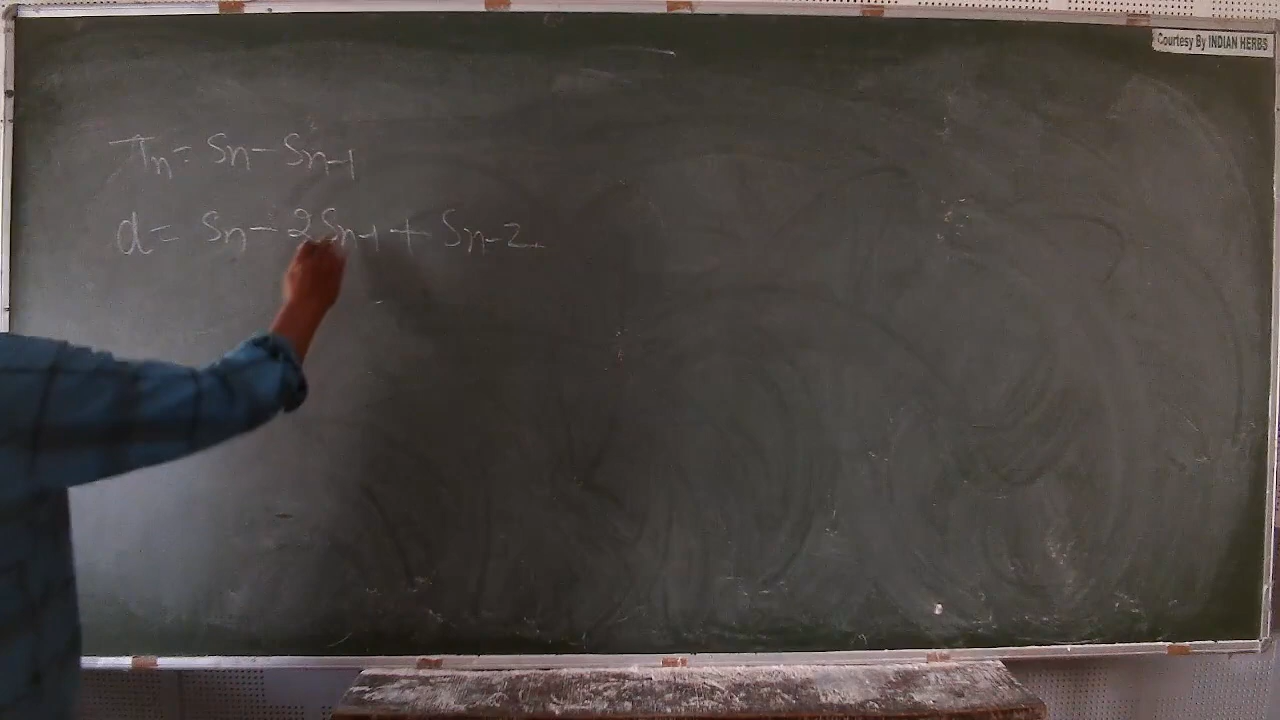 Courtesy By INDIAN HERBS
Tn = Sn - Sn-1
d = Sn - 2Sn-1 + Sn-2